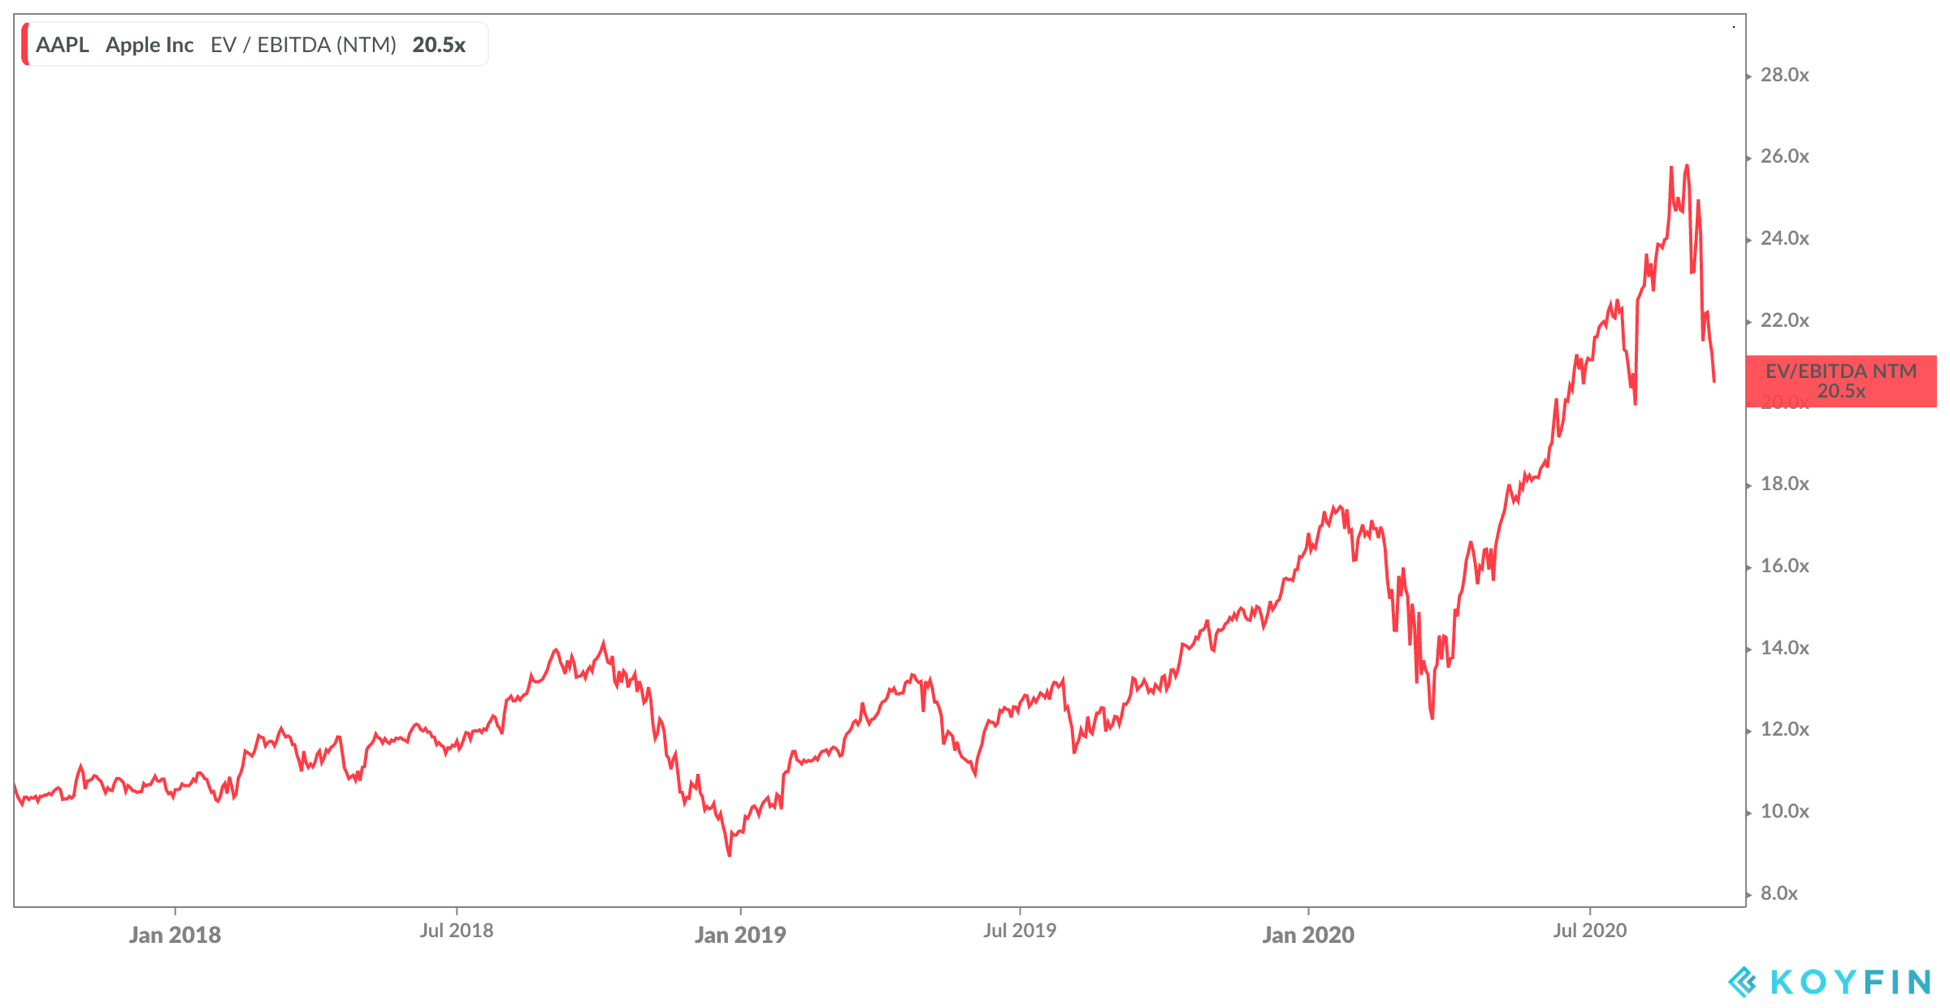 AAPL Apple Inc EV / EBITDA (NTM) 20.5x
28.0x
26.0x
24.0x
22.0x
EV/EBITDA NTM
20.5x
20.0x
18.0x
16.0x
14.0x
12.0x
10.0x
8.0x
Jan 2018 Jul 2018 Jan 2019 Jul 2019 Jan 2020 Jul 2020
KOYFIN